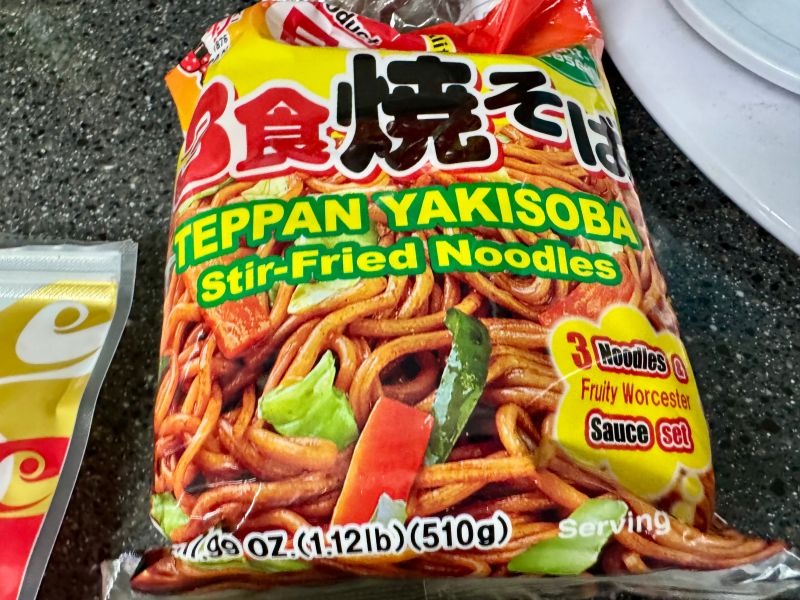 3食焼そば
TEPPAN YAKISOBA
Stir-Fried Noodles
3 Noodles &
Fruity Worcester
Sauce set
OZ.(1.12lb)(510g)
Serving